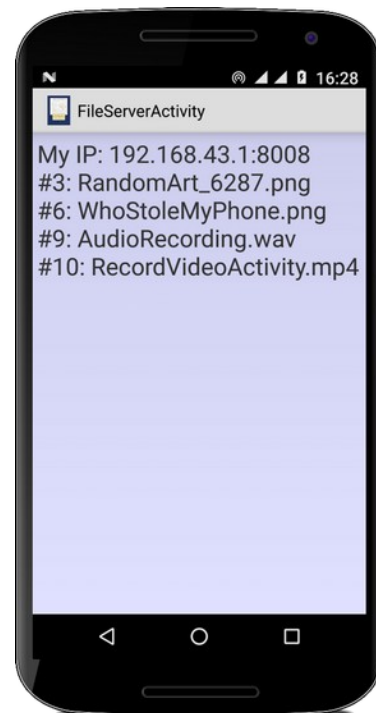 16:28
FileServerActivity
My IP: 192.168.43.1:8008
#3: RandomArt_6287.png
#6: WhoStoleMyPhone.png
#9: AudioRecording.wav
#10: RecordVideoActivity.mp4